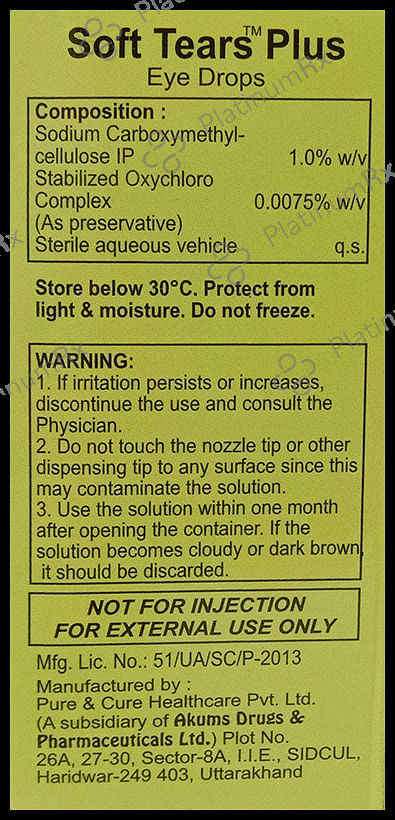 Soft Tears™ Plus
Eye Drops
Composition :
Sodium Carboxymethyl-
cellulose IP 1.0% w/v
Stabilized Oxychloro
Complex 0.0075% w/v
(As preservative)
Sterile aqueous vehicle q.s.
Store below 30°C. Protect from
light & moisture. Do not freeze.
WARNING:
1. If irritation persists or increases,
discontinue the use and consult the
Physician.
2. Do not touch the nozzle tip or other
dispensing tip to any surface since this
may contaminate the solution.
3. Use the solution within one month
after opening the container. If the
solution becomes cloudy or dark brown,
it should be discarded.
NOT FOR INJECTION
FOR EXTERNAL USE ONLY
Mfg. Lic. No.: 51/UA/SC/P-2013
Manufactured by :
Pure & Cure Healthcare Pvt. Ltd.
(A subsidiary of Akums Drugs &
Pharmaceuticals Ltd.) Plot No.
26A, 27-30, Sector-8A, I.I.E., SIDCUL,
Haridwar-249 403, Uttarakhand
PlatinumRx